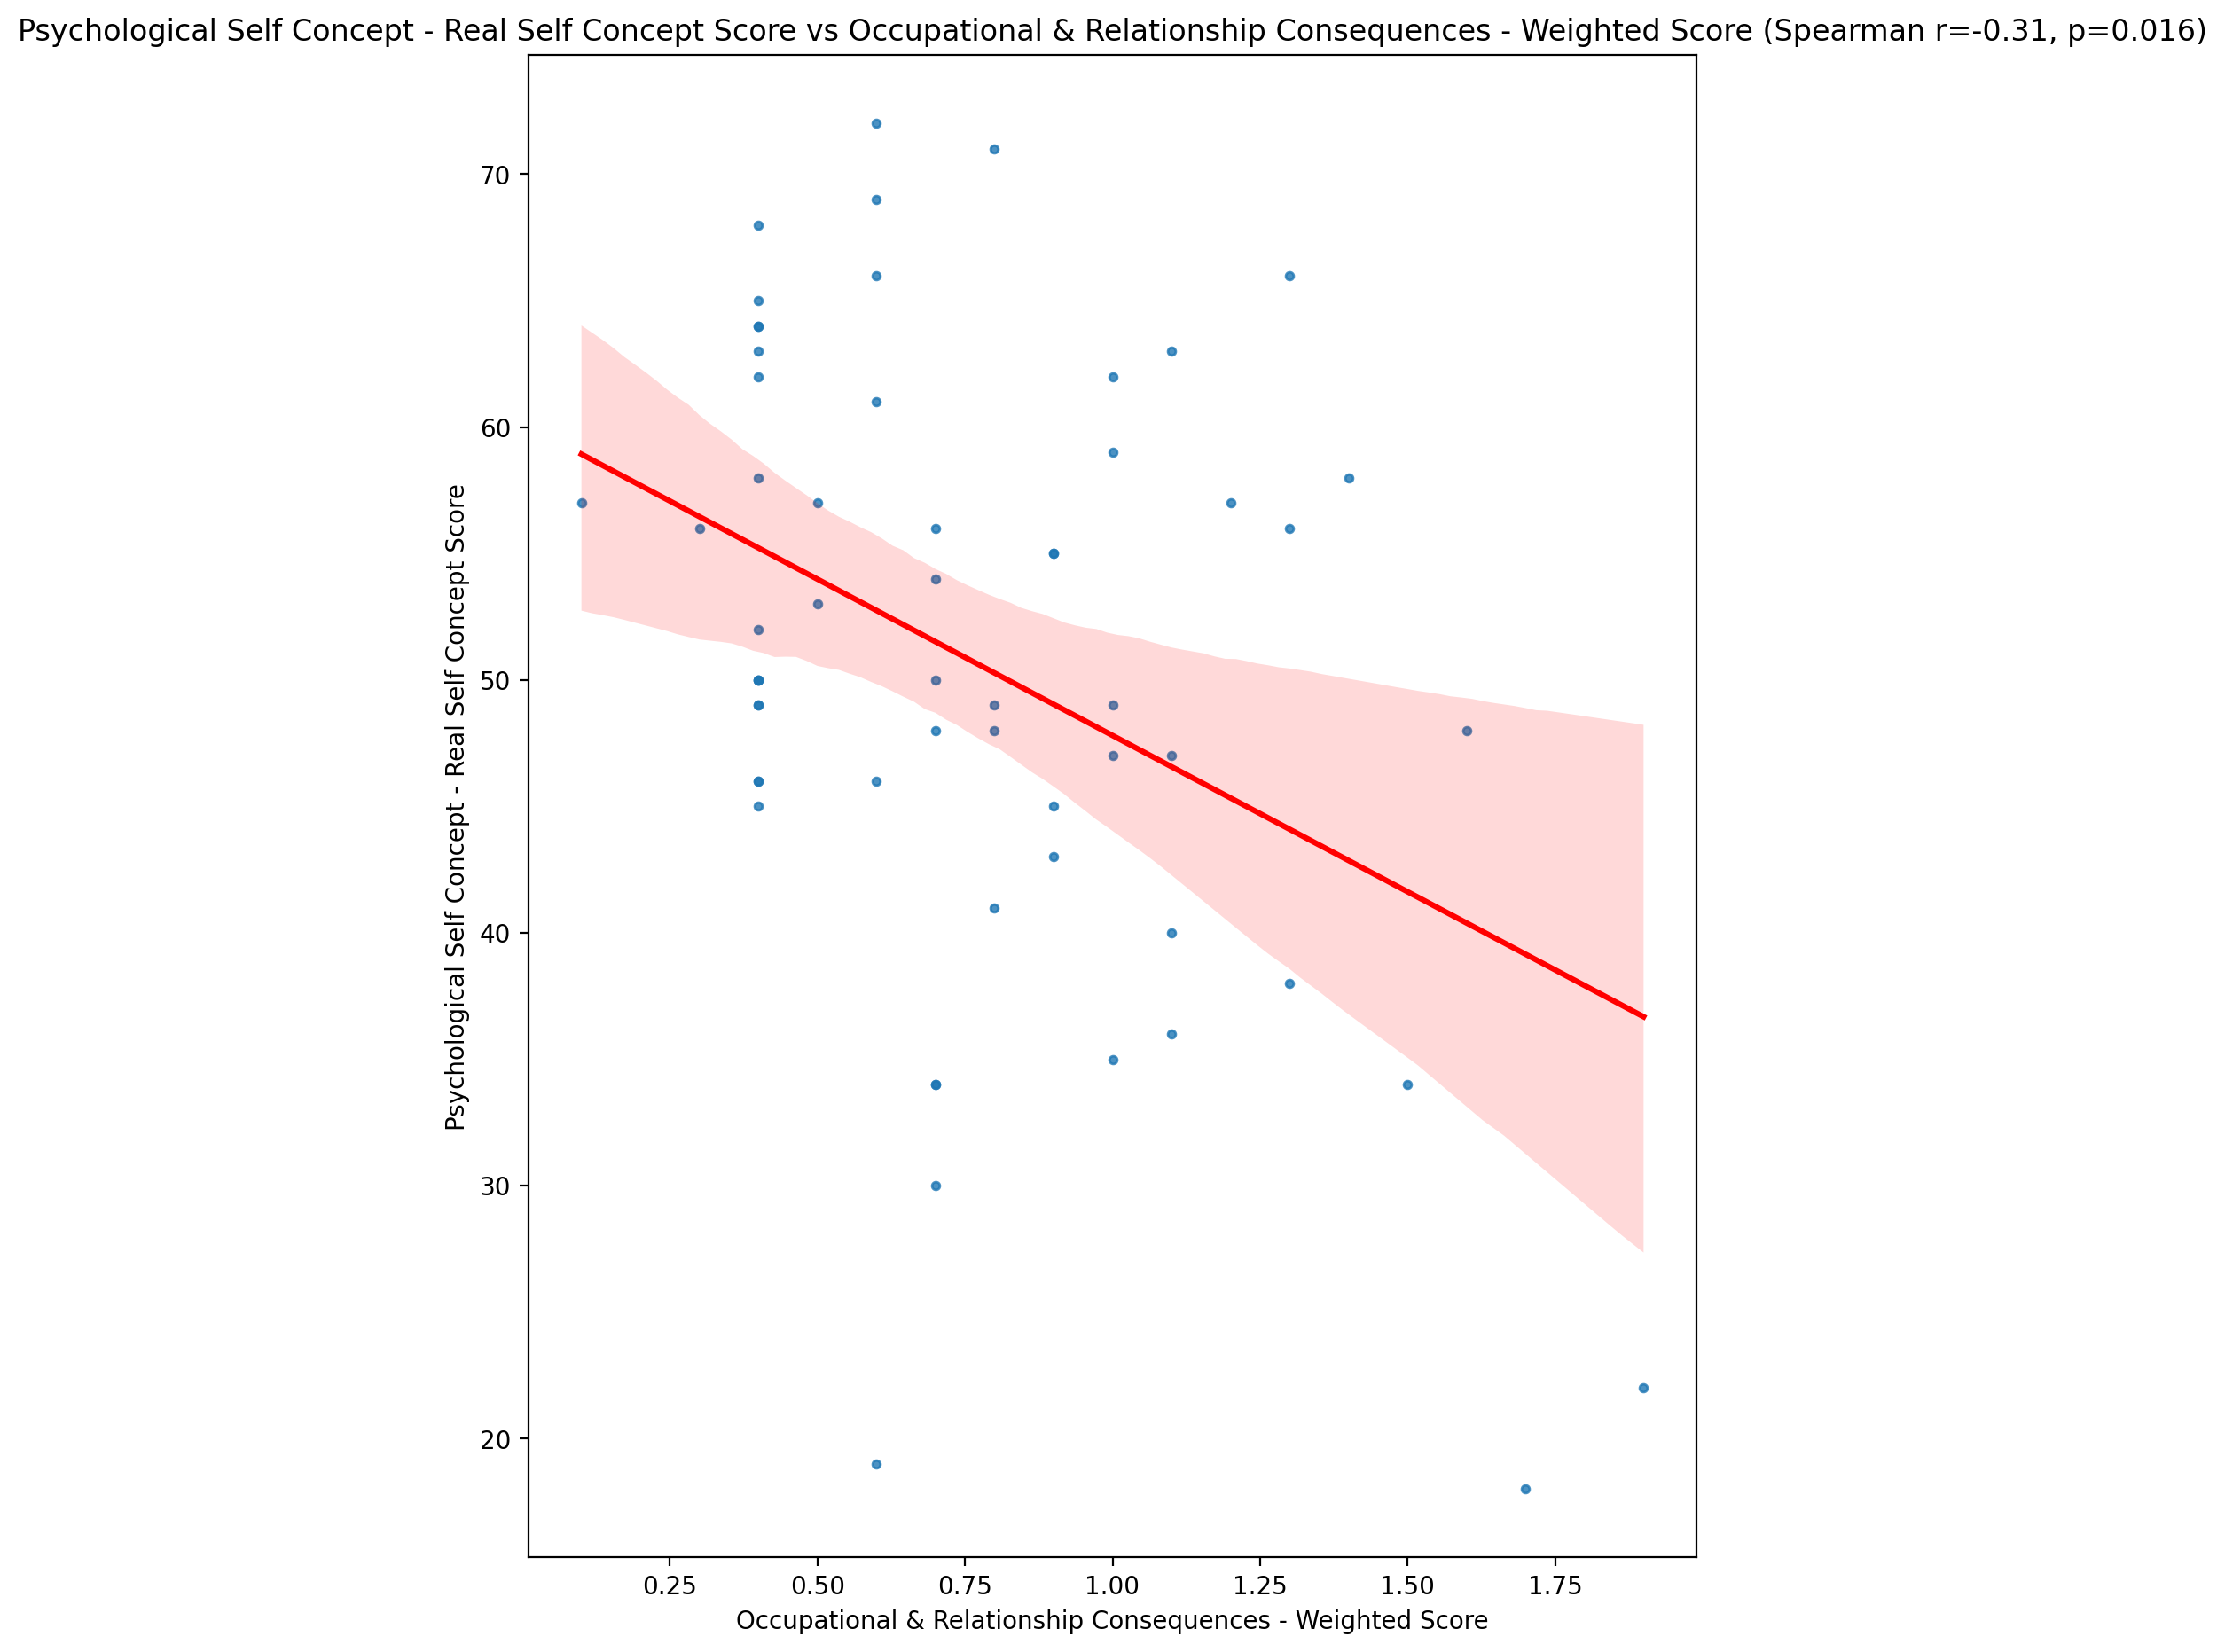 Psychological Self Concept - Real Self Concept Score vs Occupational & Relationship Consequences - Weighted Score (Spearman r=-0.31, p=0.016)
Psychological Self Concept - Real Self Concept Score
70
60
50
40
30
20
0.25 0.50 0.75 1.00 1.25 1.50 1.75
Occupational & Relationship Consequences - Weighted Score